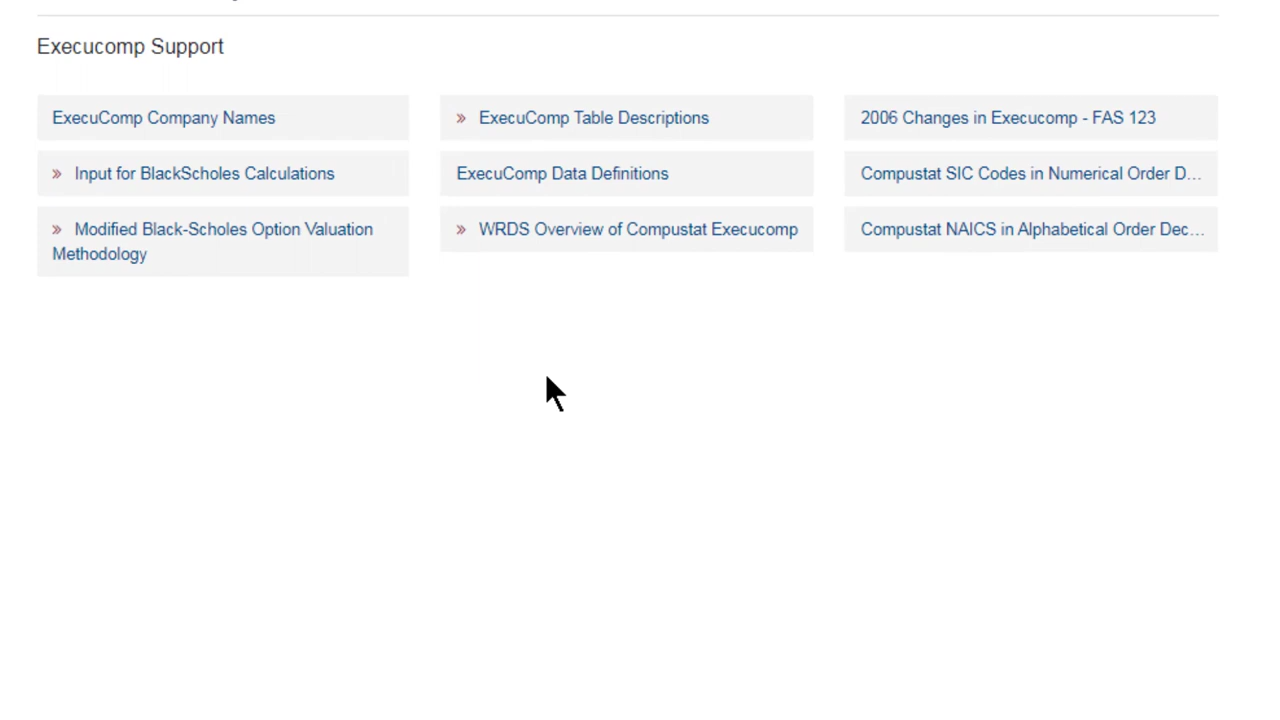 Execucomp Support
ExecuComp Company Names
» ExecuComp Table Descriptions
2006 Changes in Execucomp - FAS 123
» Input for BlackScholes Calculations
ExecuComp Data Definitions
Compustat SIC Codes in Numerical Order D...
» Modified Black-Scholes Option Valuation
Methodology
» WRDS Overview of Compustat Execucomp
Compustat NAICS in Alphabetical Order Dec...